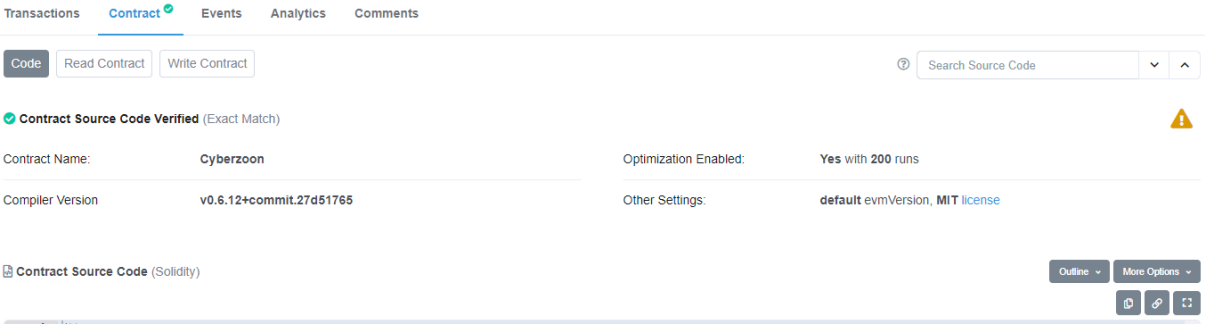 Transactions Contract Events Analytics Comments
Code Read Contract Write Contract Search Source Code
Contract Source Code Verified (Exact Match)
Contract Name: Cyberzoon Optimization Enabled: Yes with 200 runs
Compiler Version v0.6.12+commit.27d51765 Other Settings: default evmVersion, MIT license
Contract Source Code (Solidity) Outline More Options